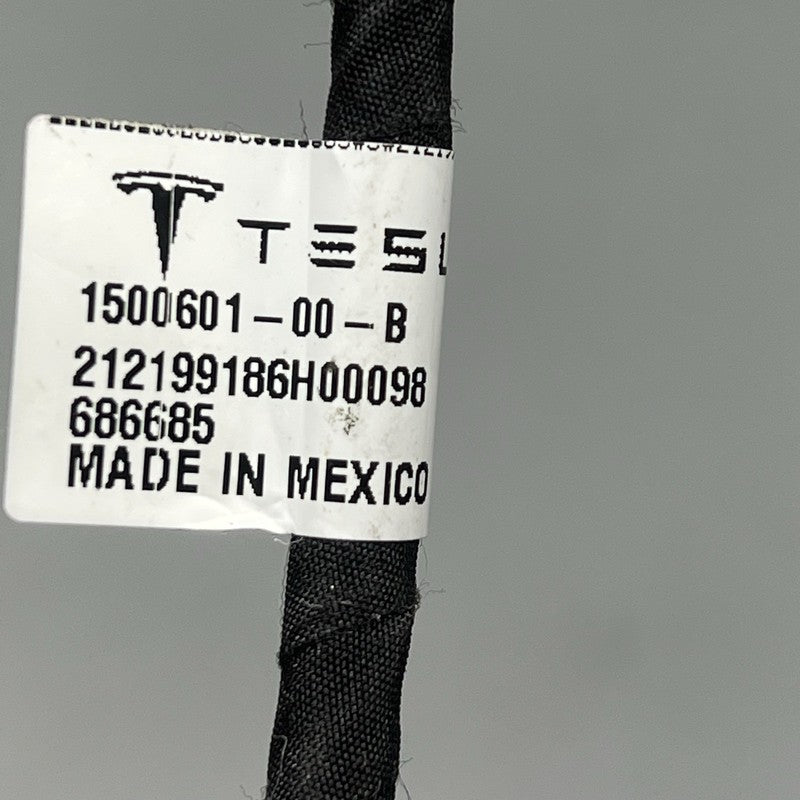 TESL
1500601-00-B
212199186H00098
686685
MADE IN MEXICO